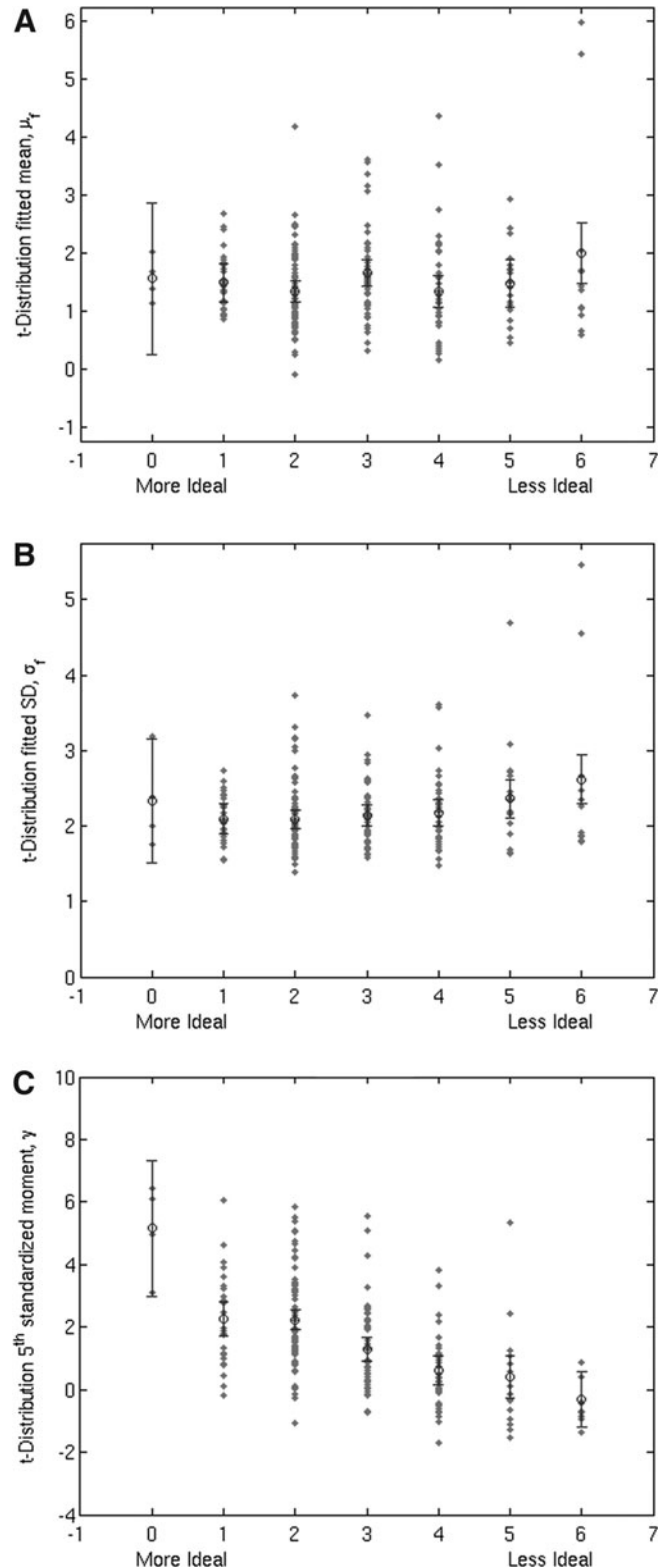 A
6
5
4
3
2
1
0
-1
t-Distribution fitted mean, μ_f
-1 0 1 2 3 4 5 6 7
More Ideal Less Ideal
B
5
4
3
2
1
0
t-Distribution fitted SD, σ_f
-1 0 1 2 3 4 5 6 7
More Ideal Less Ideal
C
10
8
6
4
2
0
-2
-4
t-Distribution 5th standardized moment, γ
-1 0 1 2 3 4 5 6 7
More Ideal Less Ideal